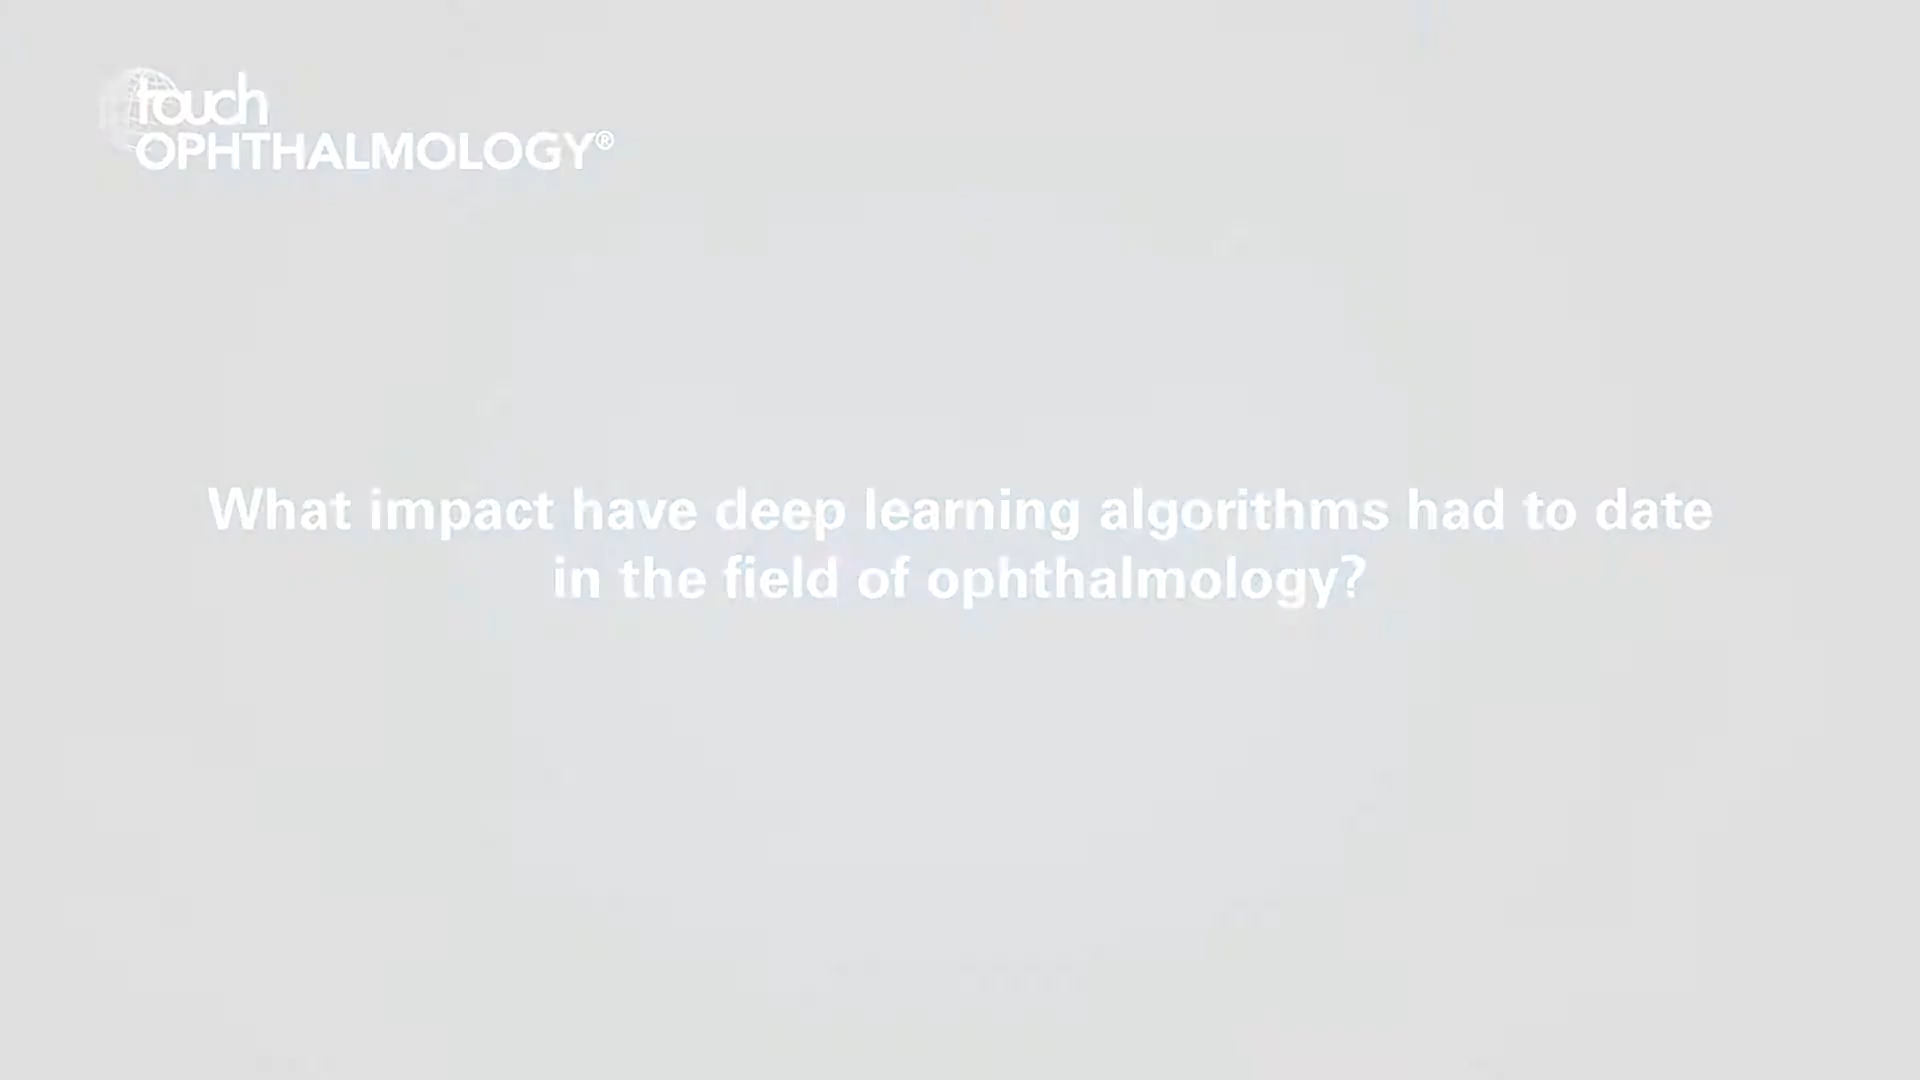 touch
OPHTHALMOLOGY®
What impact have deep learning algorithms had to date
in the field of ophthalmology?